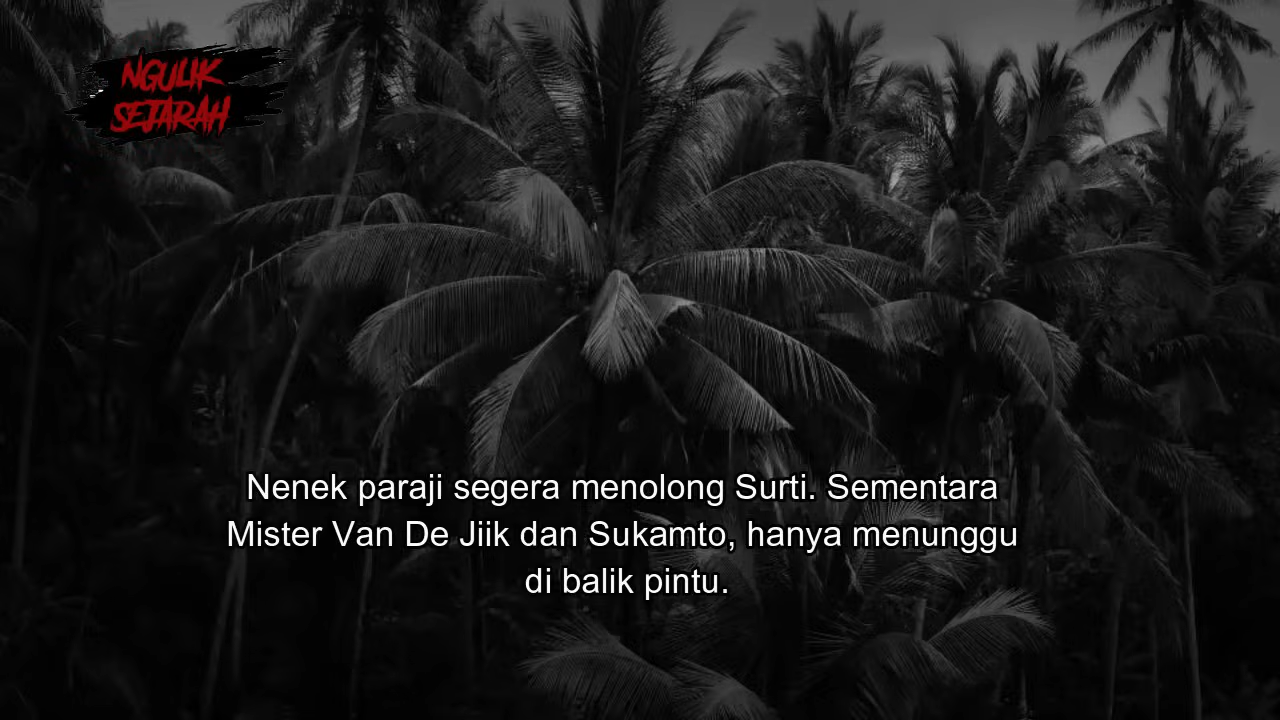 NGULIK
SEJARAH
Nenek paraji segera menolong Surti. Sementara
Mister Van De Jiik dan Sukamto, hanya menunggu
di balik pintu.